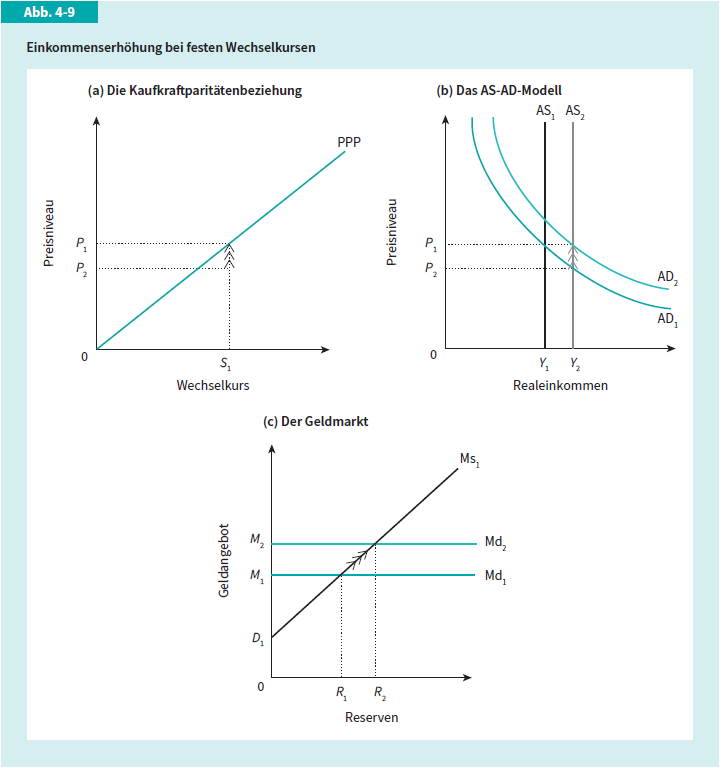 Abb. 4-9
Einkommenserhöhung bei festen Wechselkursen
(a) Die Kaufkraftparitätenbeziehung
PPP
Preisniveau
P1
P2
0
S1
Wechselkurs
(b) Das AS-AD-Modell
AS1 AS2
Preisniveau
P1
P2
AD2
AD1
0
Y1 Y2
Realeinkommen
(c) Der Geldmarkt
Ms1
Geldangebot
M2
Md2
M1
Md1
D1
0
R1 R2
Reserven